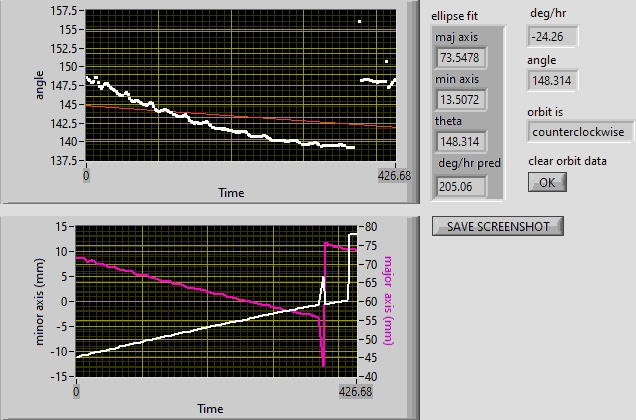 157.5
155
152.5
150
147.5
145
142.5
140
137.5
angle
0
426.68
Time
ellipse fit
maj axis
73.5478
min axis
13.5072
theta
148.314
deg/hr pred
205.06
deg/hr
-24.26
angle
148.314
orbit is
counterclockwise
clear orbit data
OK
SAVE SCREENSHOT
15
10
5
0
-5
-10
-15
minor axis (mm)
80
75
70
65
60
55
50
45
40
major axis (mm)
0
426.68
Time